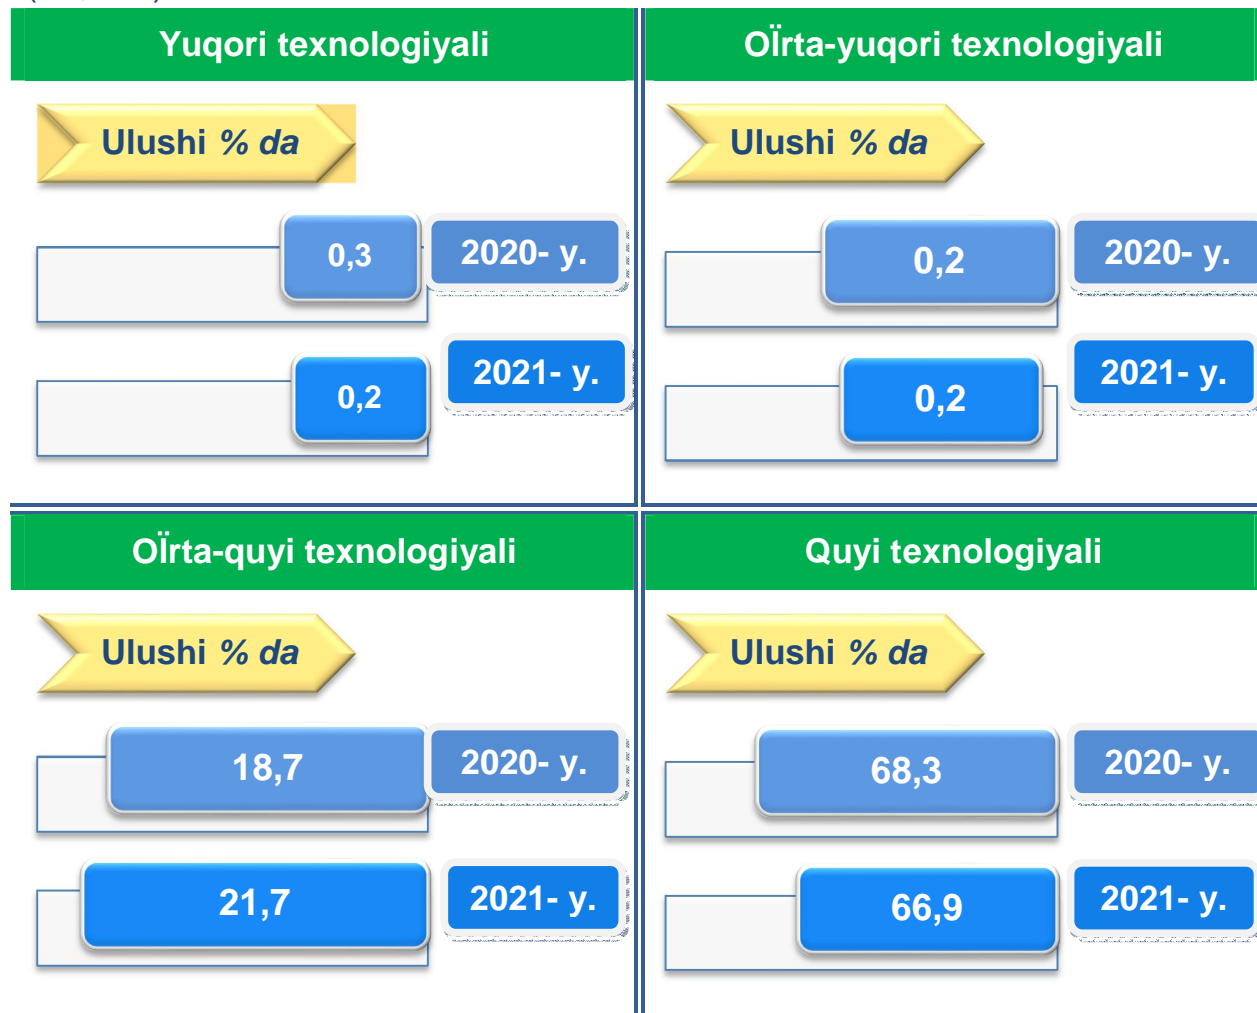 Yuqori texnologiyali
Ulushi % da
0,3
2020- y.
0,2
2021- y.
OÏrta-yuqori texnologiyali
Ulushi % da
0,2
2020- y.
0,2
2021- y.
OÏrta-quyi texnologiyali
Ulushi % da
18,7
2020- y.
21,7
2021- y.
Quyi texnologiyali
Ulushi % da
68,3
2020- y.
66,9
2021- y.